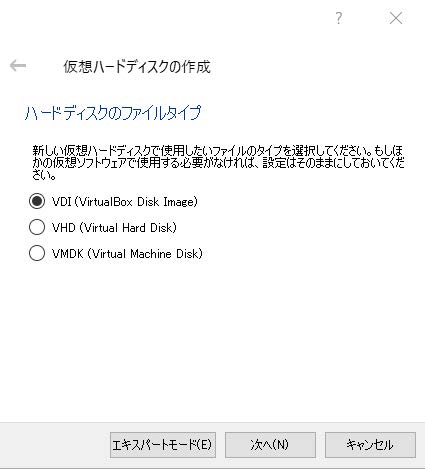 ?
仮想ハードディスクの作成
ハードディスクのファイルタイプ
新しい仮想ハードディスクで使用したいファイルのタイプを選択してください。もしほ
かの仮想ソフトウェアで使用する必要がなければ、設定はそのままにしておいてくだ
さい。
VDI (VirtualBox Disk Image)
VHD (Virtual Hard Disk)
VMDK (Virtual Machine Disk)
エキスパートモード(E) 次へ(N) キャンセル